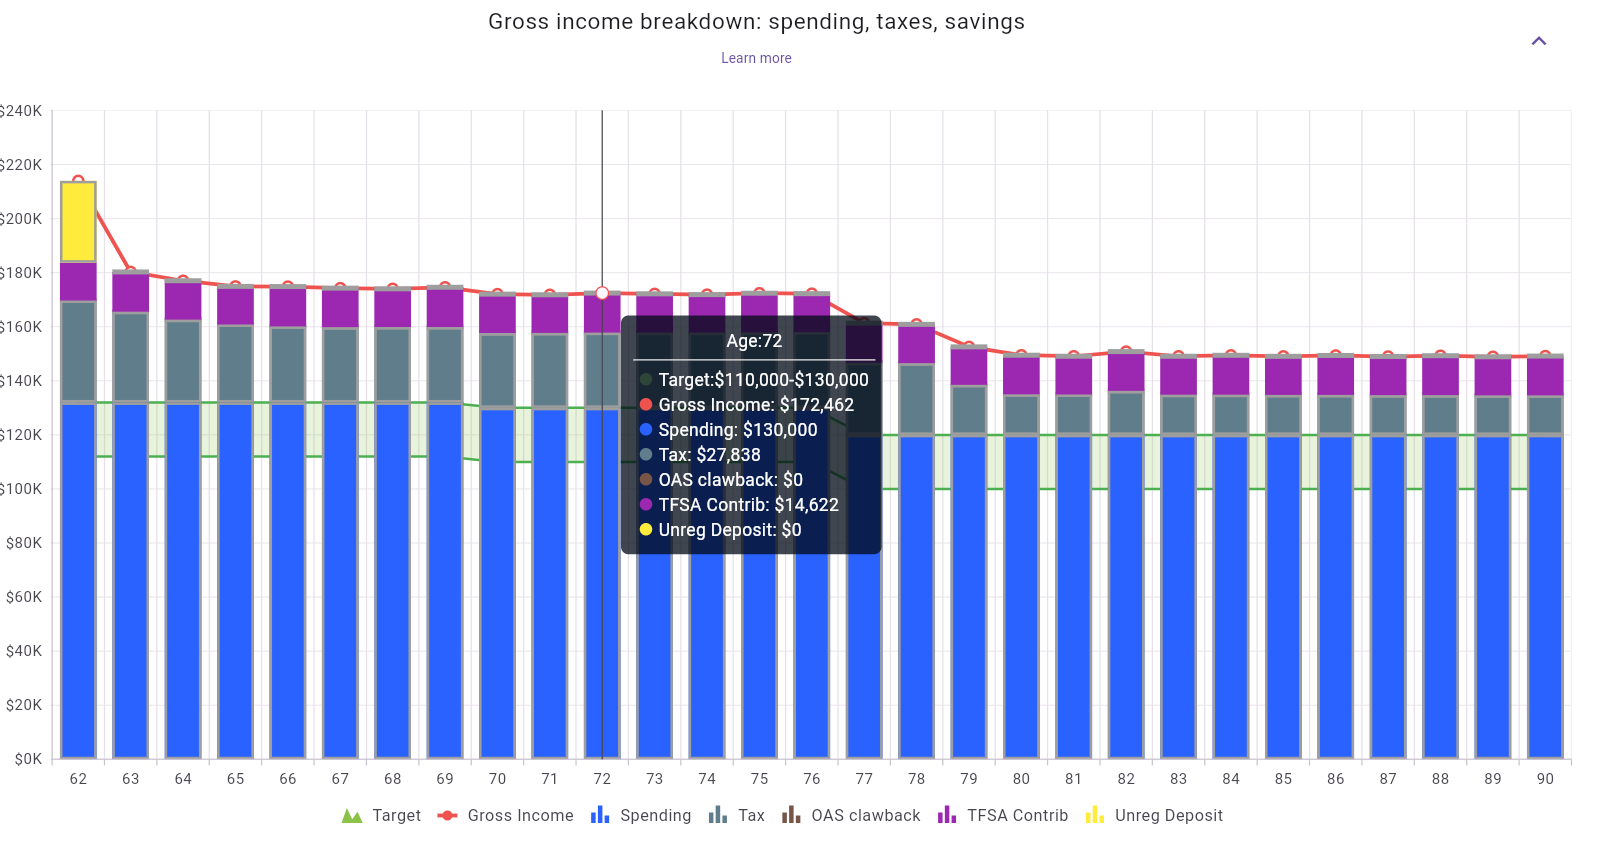 Gross income breakdown: spending, taxes, savings
Learn more
$240K
$220K
$200K
$180K
$160K
$140K
$120K
$100K
$80K
$60K
$40K
$20K
$0K
Age:72
Target:$110,000-$130,000
Gross Income: $172,462
Spending: $130,000
Tax: $27,838
OAS clawback: $0
TFSA Contrib: $14,622
Unreg Deposit: $0
62 63 64 65 66 67 68 69 70 71 72 73 74 75 76 77 78 79 80 81 82 83 84 85 86 87 88 89 90
Target Gross Income Spending Tax OAS clawback TFSA Contrib Unreg Deposit